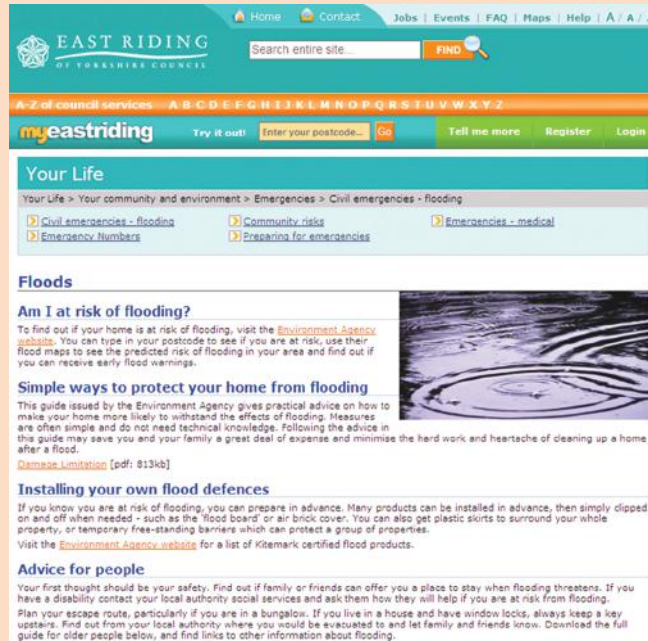 Home Contact Jobs | Events | FAQ | Maps | Help | A / A /
EAST RIDING
OF YORKSHIRE COUNCIL
Search entire site... FIND
A-Z of council services A B C D E F G H I J K L M N O P Q R S T U V W X Y Z
myeastriding Try it out! Enter your postcode... Go Tell me more Register Login
Your Life
Your Life > Your community and environment > Emergencies > Civil emergencies - flooding
Civil emergencies - flooding Community risks Emergencies - medical
Emergency Numbers Preparing for emergencies
Floods
Am I at risk of flooding?
To find out if your home is at risk of flooding, visit the Environment Agency
website. You can type in your postcode to see if you are at risk, use their
flood maps to see the predicted risk of flooding in your area and find out if
you can receive early flood warnings.
Simple ways to protect your home from flooding
This guide issued by the Environment Agency gives practical advice on how to
make your home more likely to withstand the effects of flooding. Measures
are often simple and do not need technical knowledge. Following the advice in
this guide may save you and your family a great deal of expense and minimise the hard work and heartache of cleaning up a home
after a flood.
Damage Limitation [pdf: 813kb]
Installing your own flood defences
If you know you are at risk of flooding, you can prepare in advance. Many products can be installed in advance, then simply clipped
on and off when needed - such as the 'flood board' or air brick cover. You can also get plastic skirts to surround your whole
property, or temporary free-standing barriers which can protect a group of properties.
Visit the Environment Agency website for a list of Kitemark certified flood products.
Advice for people
Your first thought should be your safety. Find out if family or friends can offer you a place to stay when flooding threatens. If you
have a disability contact your local authority social services and ask them how they will help if you are at risk from flooding.
Plan your escape route, particularly if you are in a bungalow. If you live in a house and have window locks, always keep a key
upstairs. Find out from your local authority where you would be evacuated to and let family and friends know. Download the full
guide for older people below, and find links to other information about flooding.